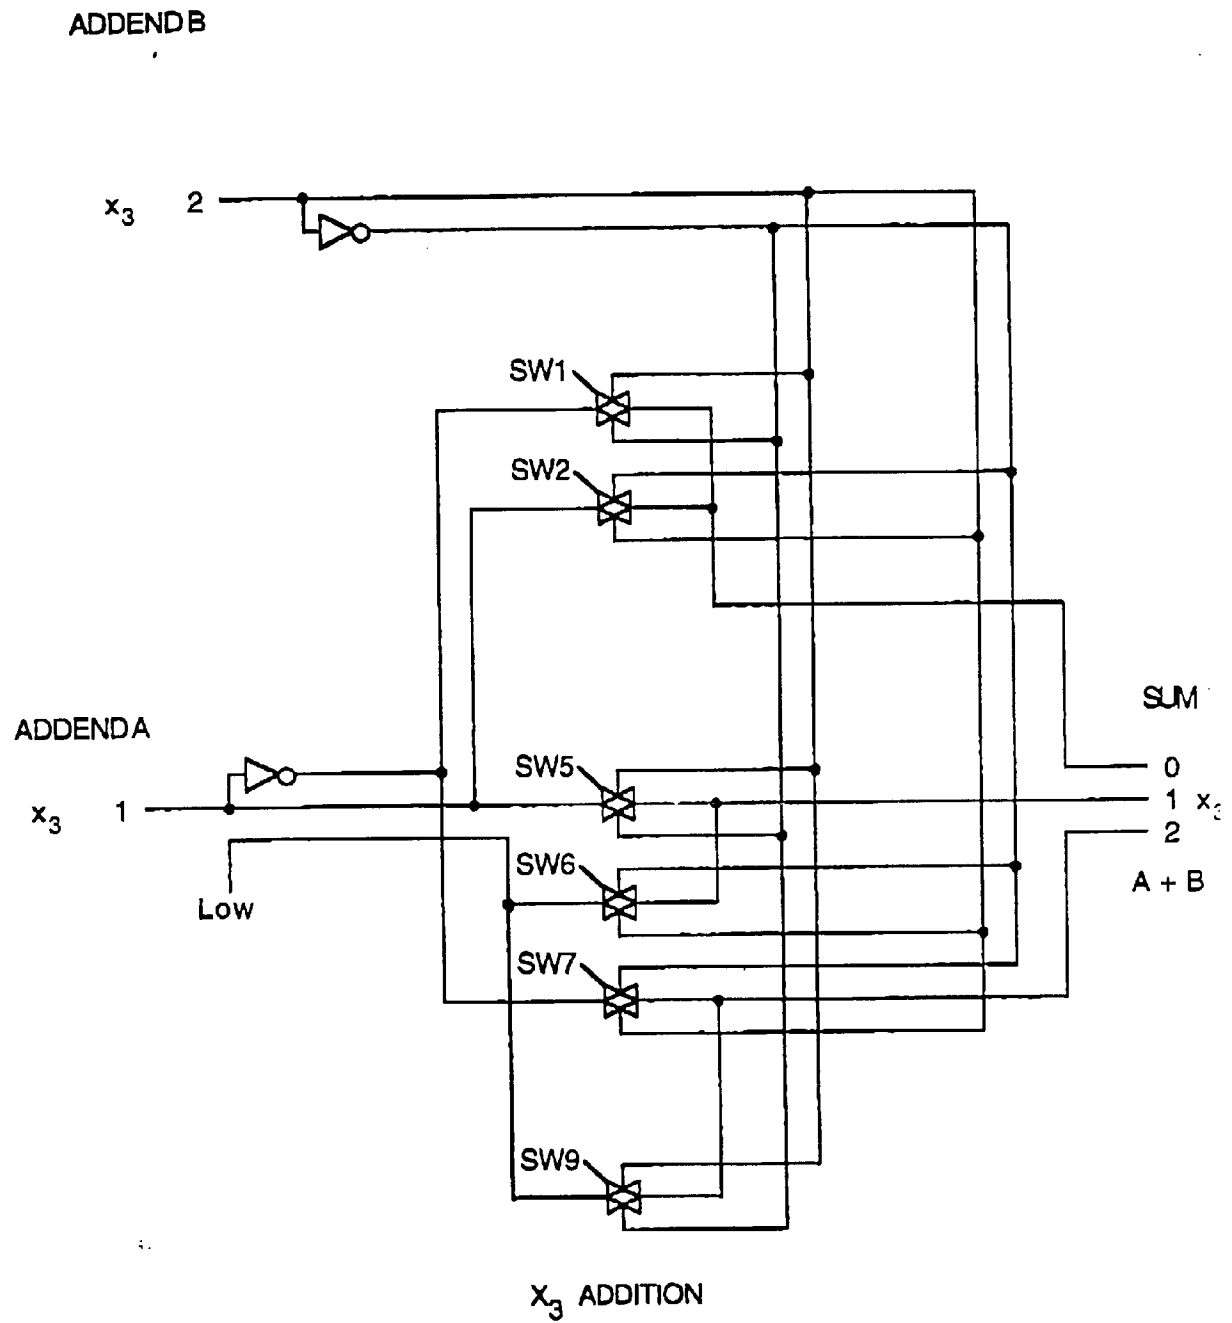 ADDEND B
x3 2
SW1
SW2
SUM
ADDEND A
SW5
0
x3 1
1 x3
2
SW6
A + B
Low
SW7
SW9
X3 ADDITION